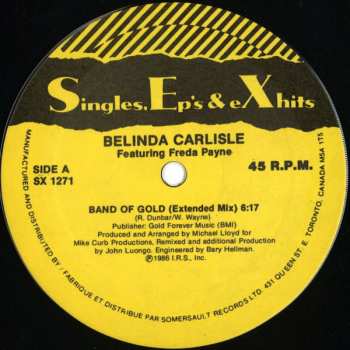 Singles, Ep's & eX hits
BELINDA CARLISLE
Featuring Freda Payne
SIDE A
SX 1271
45 R.P.M.
BAND OF GOLD (Extended Mix) 6:17
(R. Dunbar/W. Wayne)
Publisher: Gold Forever Music (BMI)
Produced and Arranged by Michael Lloyd for
Mike Curb Productions. Remixed and additional Production
by John Luongo. Engineered by Bary Hellman.
℗1986 I.R.S., Inc.
MANUFACTURED AND DISTRIBUTED BY / FABRIQUE ET DISTRIBUE PAR SOMERSAULT RECORDS LTD. 431 QUEEN ST. E. TORONTO, CANADA M5A 1T5